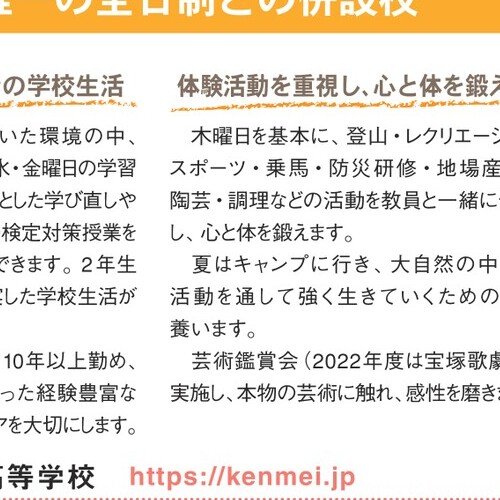 唯一の全日制との併設校
の学校生活
いた環境の中、
水・金曜日の学習
とした学び直しや
検定対策授業を
できます。2年生
実した学校生活が
10年以上勤め、
った経験豊富な
アを大切にします。
体験活動を重視し、心と体を鍛え
木曜日を基本に、登山・レクリエーシ
スポーツ・乗馬・防災研修・地場産
陶芸・調理などの活動を教員と一緒に
し、心と体を鍛えます。
夏はキャンプに行き、大自然の中
活動を通して強く生きていくための
養います。
芸術鑑賞会（2022年度は宝塚歌劇
実施し、本物の芸術に触れ、感性を磨きま
高等学校 https://kenmei.jp